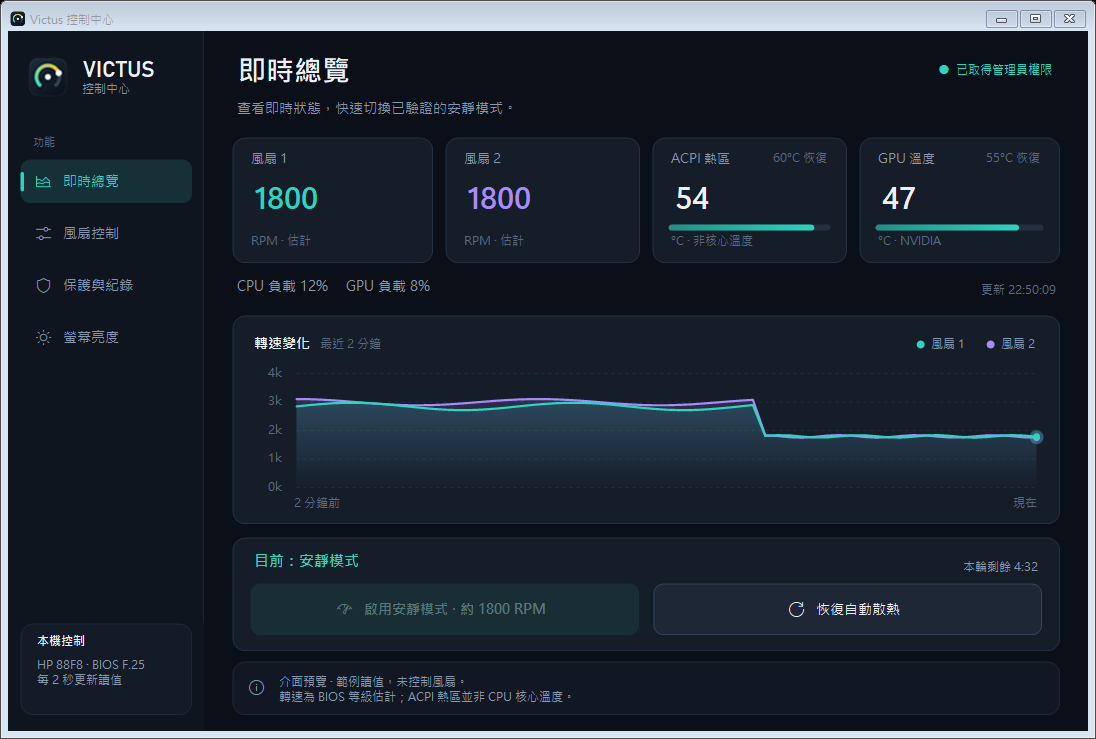 Victus 控制中心
VICTUS
控制中心
功能
即時總覽
風扇控制
保護與紀錄
螢幕亮度
本機控制
HP 88F8 · BIOS F.25
每 2 秒更新讀值
即時總覽
已取得管理員權限
查看即時狀態，快速切換已驗證的安靜模式。
風扇 1
1800
RPM · 估計
風扇 2
1800
RPM · 估計
ACPI 熱區 60°C 恢復
54
°C · 非核心溫度
GPU 溫度 55°C 恢復
47
°C · NVIDIA
CPU 負載 12% GPU 負載 8%
更新 22:50:09
轉速變化 最近 2 分鐘
風扇 1 風扇 2
4k
3k
2k
1k
0k
2 分鐘前 現在
目前：安靜模式
本輪剩餘 4:32
啟用安靜模式 · 約 1800 RPM
恢復自動散熱
介面預覽 · 範例讀值，未控制風扇。
轉速為 BIOS 等級估計；ACPI 熱區並非 CPU 核心溫度。